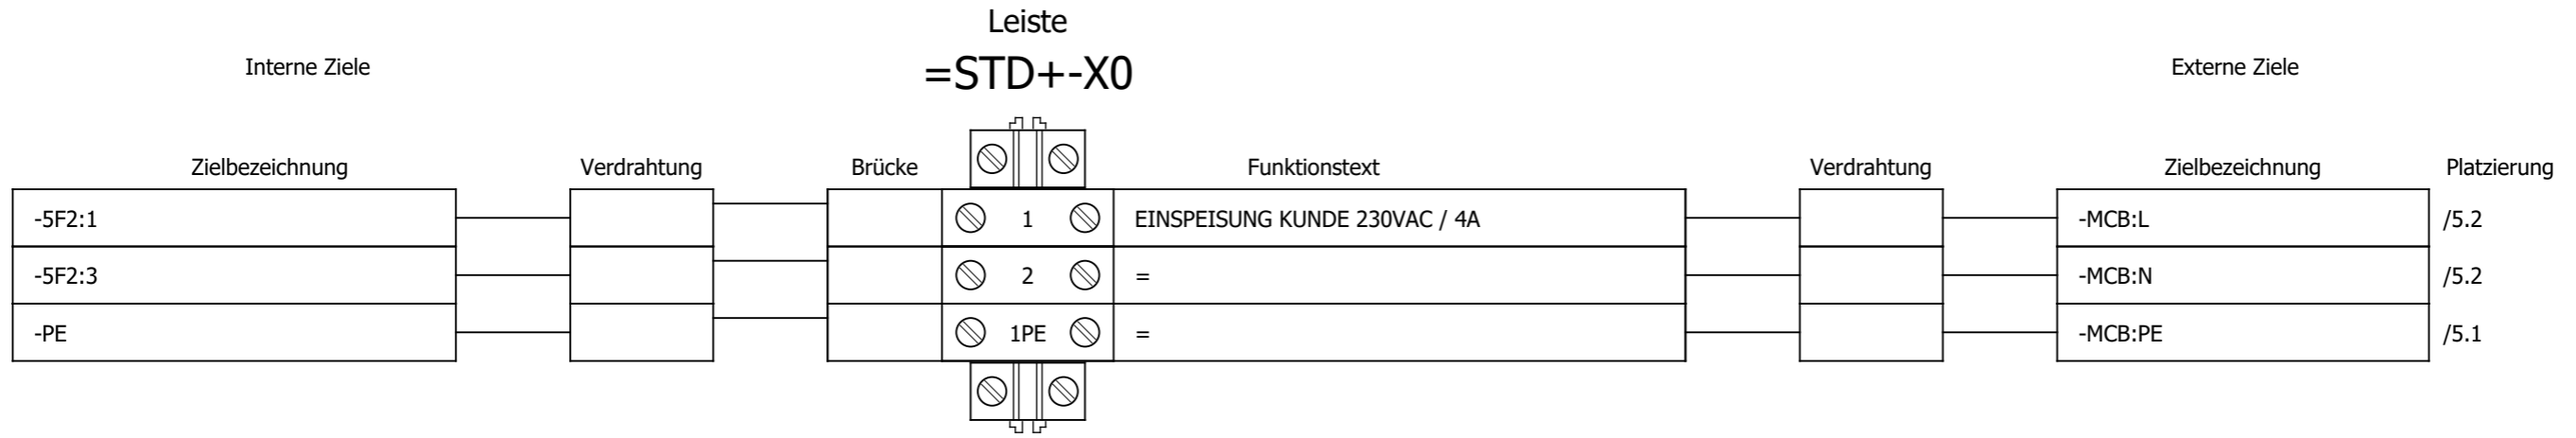 Leiste
Interne Ziele =STD+-X0 Externe Ziele
Zielbezeichnung Verdrahtung Brücke Funktionstext Verdrahtung Zielbezeichnung Platzierung
-5F2:1 1 EINSPEISUNG KUNDE 230VAC / 4A -MCB:L /5.2
-5F2:3 2 = -MCB:N /5.2
-PE 1PE = -MCB:PE /5.1